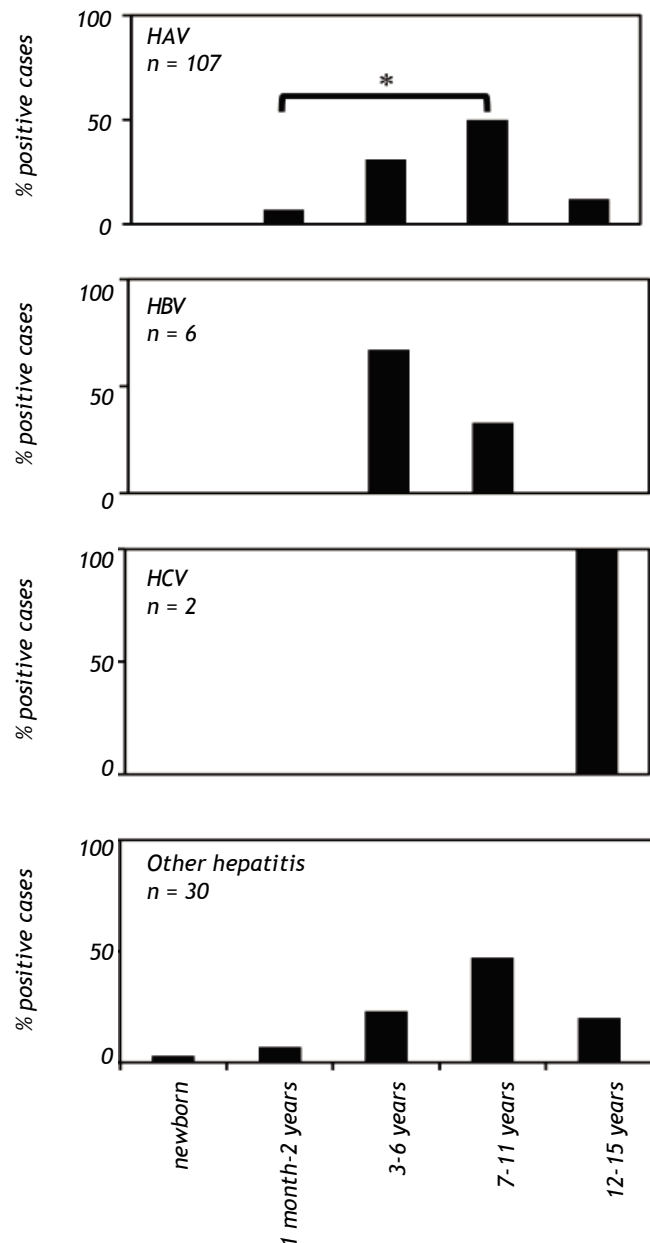 % positive cases
100
50
0
HAV
n = 107
*
% positive cases
100
50
0
HBV
n = 6
% positive cases
100
50
0
HCV
n = 2
% positive cases
100
50
0
Other hepatitis
n = 30
newborn
1 month-2 years
3-6 years
7-11 years
12-15 years